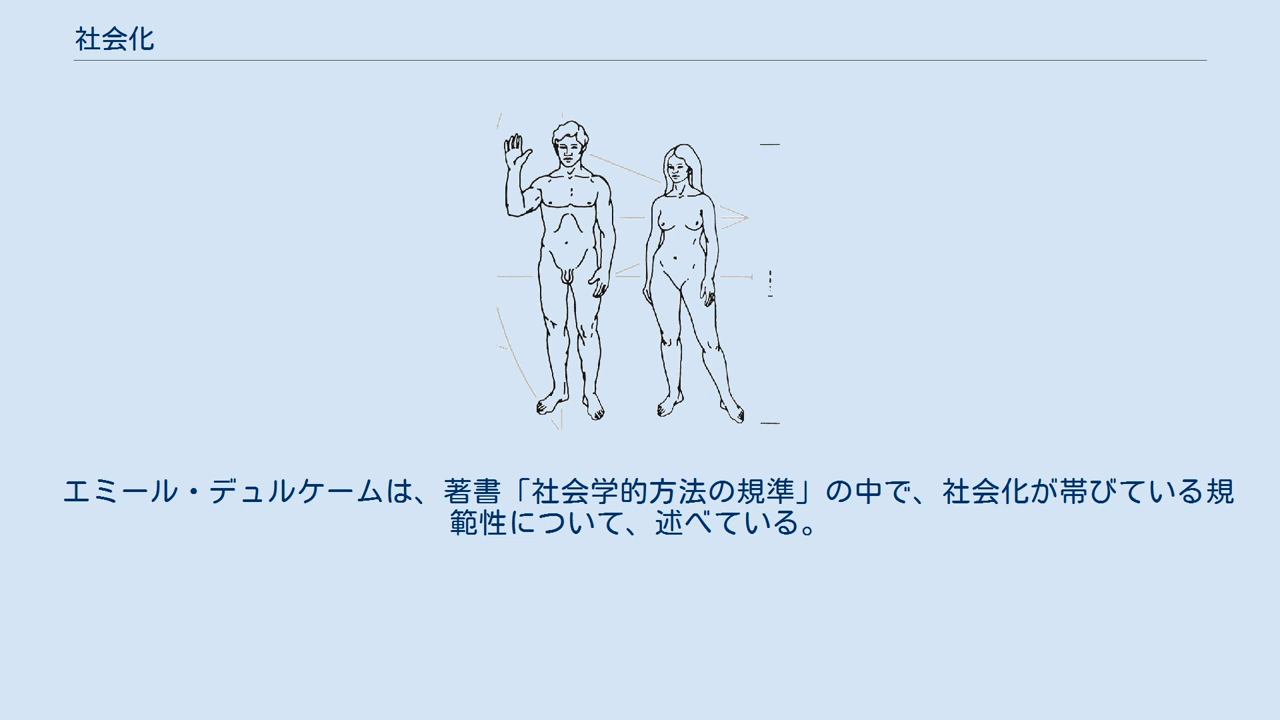 社会化
エミール・デュルケームは、著書「社会学的方法の規準」の中で、社会化が帯びている規
範性について、述べている。